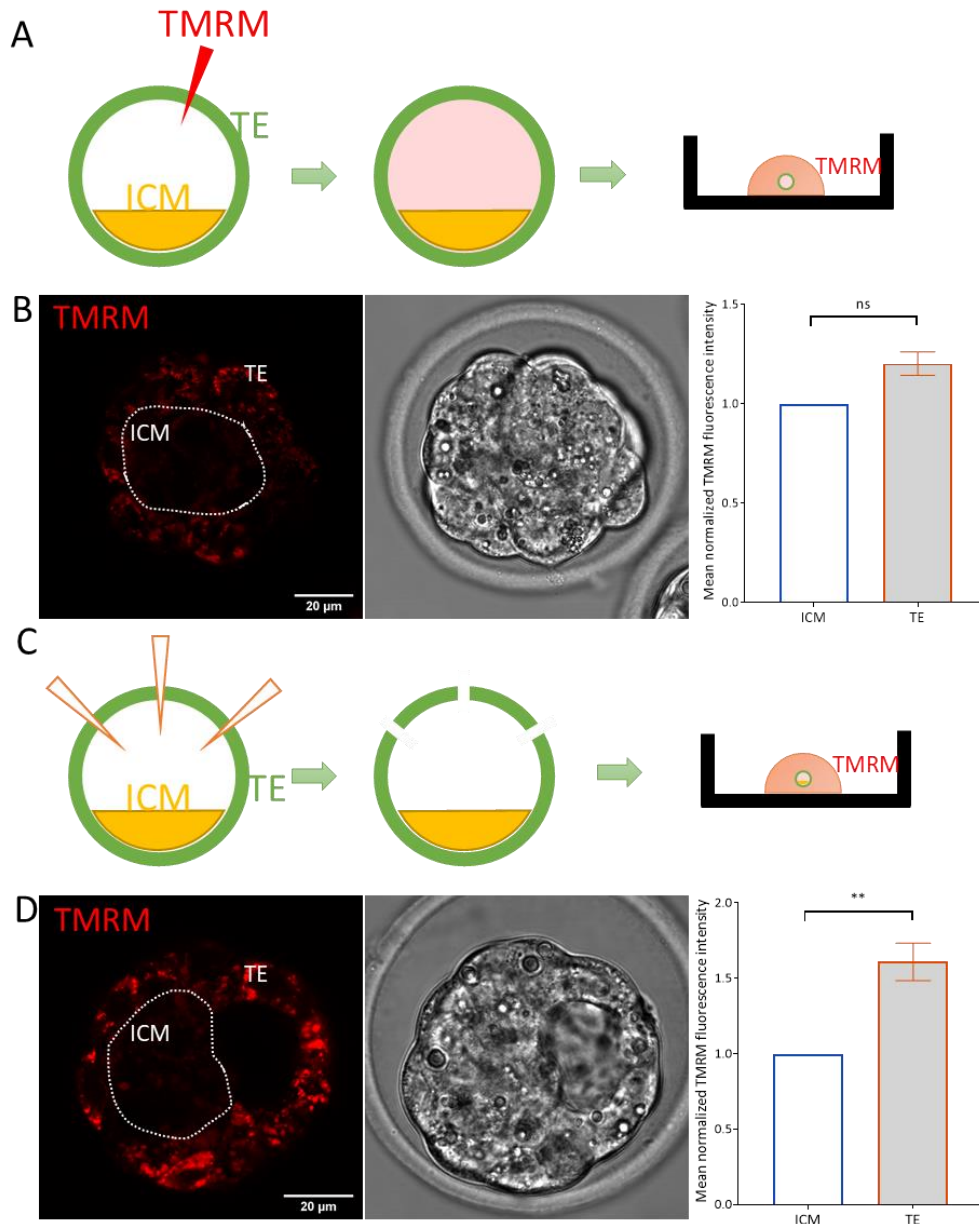 A
TMRM
TE
ICM
TMRM
B
TMRM
TE
ICM
20 µm
Mean normalized TMRM fluorescence intensity
1.5
1.0
0.5
0.0
ns
ICM
TE
C
ICM
TE
TMRM
D
TMRM
TE
ICM
20 µm
Mean normalized TMRM fluorescence intensity
2.0
1.5
1.0
0.5
0.0
**
ICM
TE